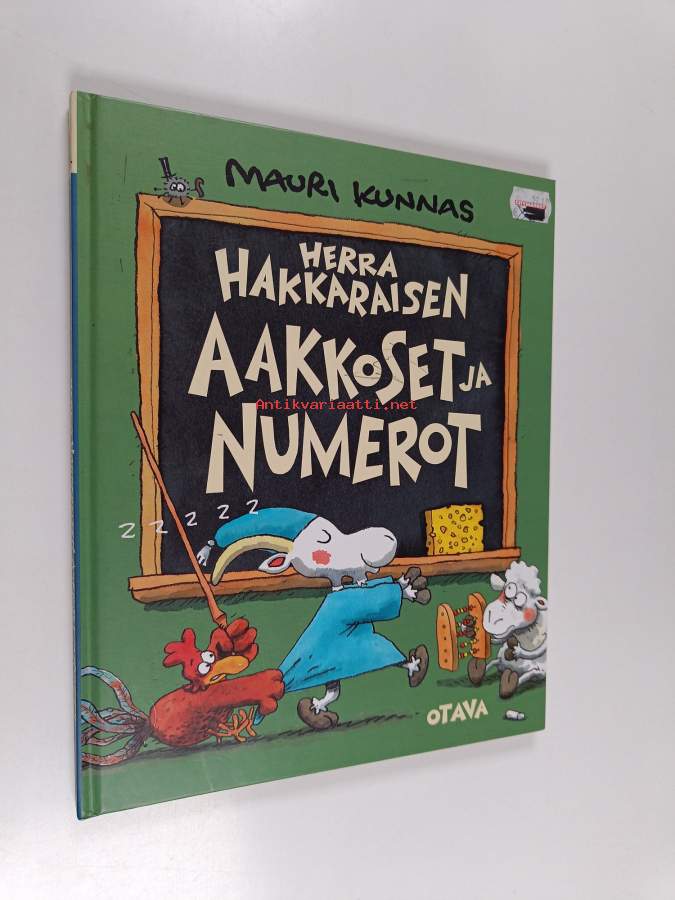 MAURI KUNNAS
HERRA
HAKKARAISEN
AAKKOSET JA
Antikvariaatti.net
NUMEROT
Z Z Z Z Z
OTAVA